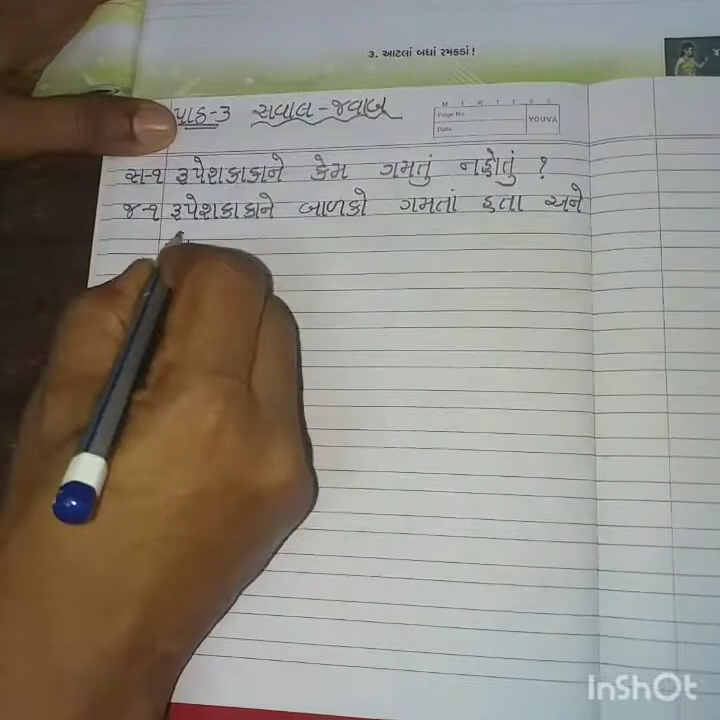 ૩. આટલાં બધાં રમકડાં !
પાઠ-૩ સવાલ-જવાબ
M T W T F S S
Page No.
YOUVA
Date
સ-૧ રૂપેશકાકાને કેમ ગમતું નહોતું ?
જ-૧ રૂપેશકાકાને બાળકો ગમતાં હતા અને
InShOt